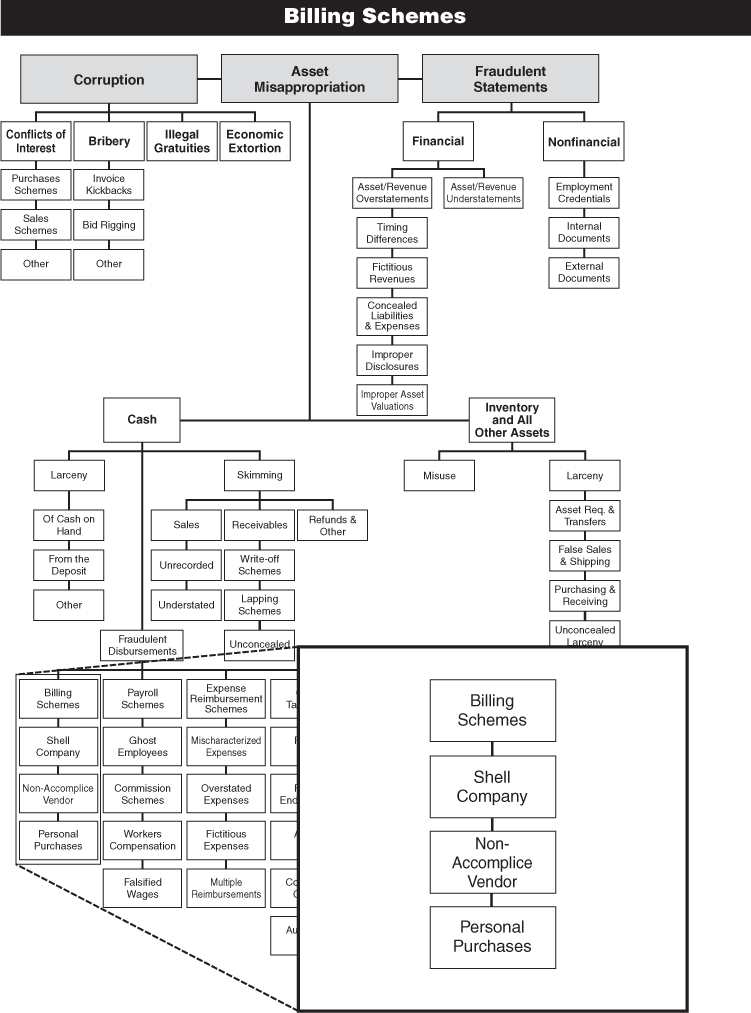 Billing Schemes
Corruption
Asset
Misappropriation
Fraudulent
Statements
Conflicts of
Interest
Bribery
Illegal
Gratuities
Economic
Extortion
Financial
Nonfinancial
Purchases
Schemes
Invoice
Kickbacks
Sales
Schemes
Bid Rigging
Other
Other
Asset/Revenue
Overstatements
Asset/Revenue
Understatements
Employment
Credentials
Timing
Differences
Internal
Documents
Fictitious
Revenues
External
Documents
Concealed
Liabilities
& Expenses
Improper
Disclosures
Improper Asset
Valuations
Cash
Inventory
and All
Other Assets
Larceny
Skimming
Misuse
Larceny
Of Cash on
Hand
Sales
Receivables
Refunds &
Other
Asset Req. &
Transfers
From the
Deposit
Unrecorded
Write-off
Schemes
False Sales
& Shipping
Other
Understated
Lapping
Schemes
Purchasing &
Receiving
Fraudulent
Disbursements
Unconcealed
Unconcealed
Larceny
Billing
Schemes
Payroll
Schemes
Expense
Reimbursement
Schemes
Shell
Company
Ghost
Employees
Mischaracterized
Expenses
Non-Accomplice
Vendor
Commission
Schemes
Overstated
Expenses
Personal
Purchases
Workers
Compensation
Fictitious
Expenses
Falsified
Wages
Multiple
Reimbursements
Billing
Schemes
Shell
Company
Non-
Accomplice
Vendor
Personal
Purchases